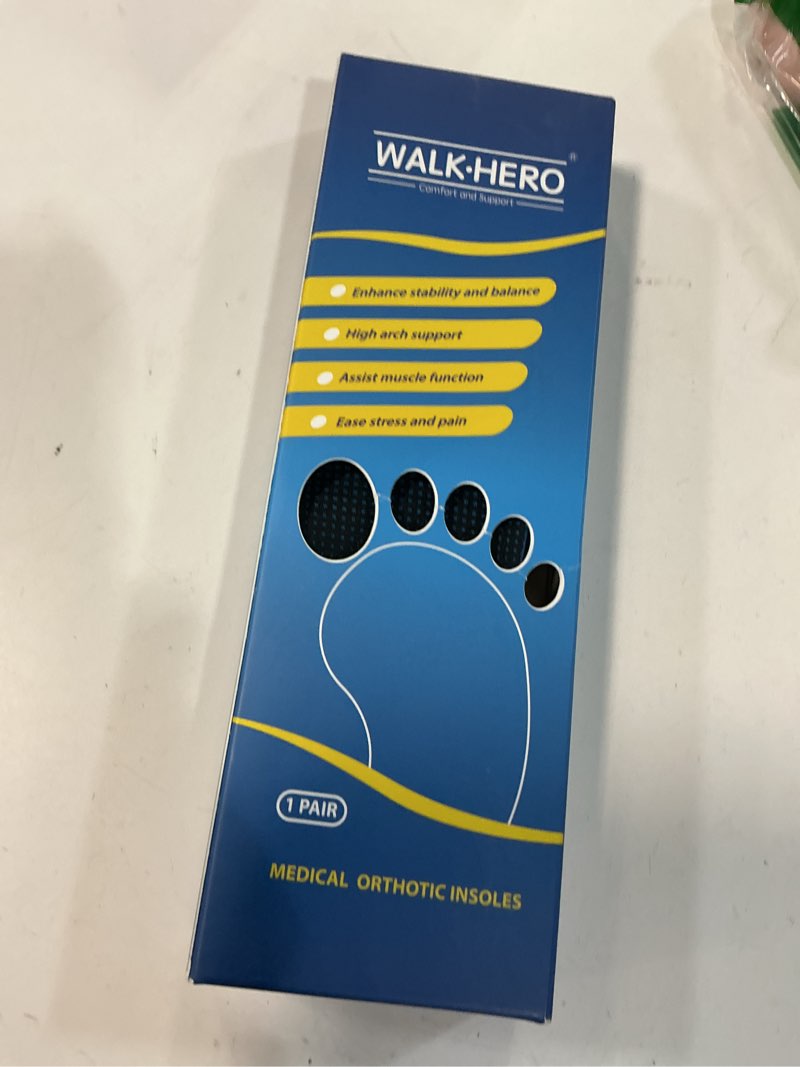 WALK·HERO®
Comfort and Support
Enhance stability and balance
High arch support
Assist muscle function
Ease stress and pain
1 PAIR
MEDICAL ORTHOTIC INSOLES